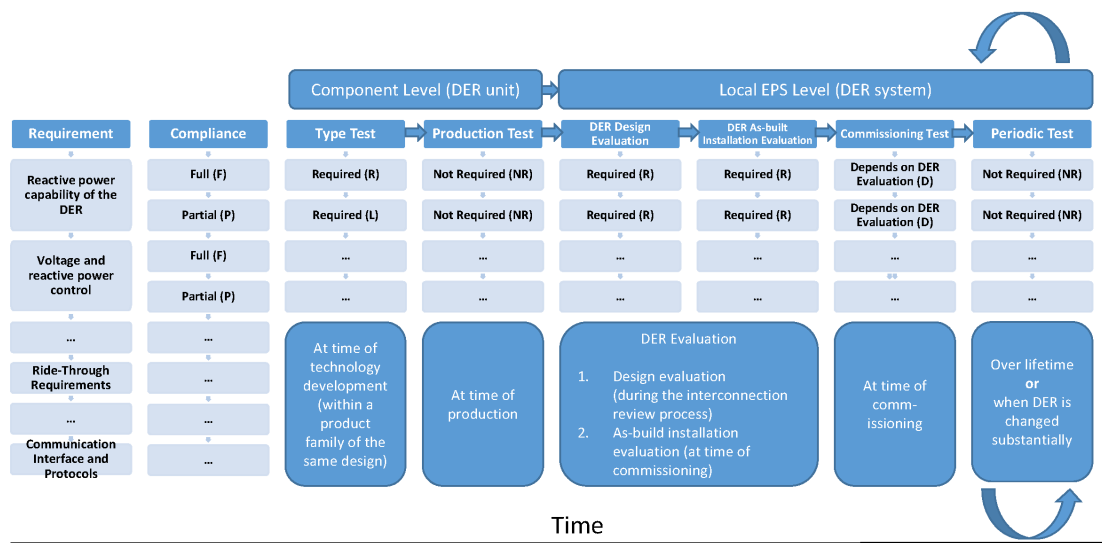 Component Level (DER unit)
Local EPS Level (DER system)
Requirement
Compliance
Type Test
Production Test
DER Design
Evaluation
DER As-built
Installation Evaluation
Commissioning Test
Periodic Test
Reactive power
capability of the
DER
Full (F)
Required (R)
Not Required (NR)
Required (R)
Required (R)
Depends on DER
Evaluation (D)
Not Required (NR)
Partial (P)
Required (L)
Not Required (NR)
Required (R)
Required (R)
Depends on DER
Evaluation (D)
Not Required (NR)
Voltage and
reactive power
control
Full (F)
...
...
...
...
...
...
Partial (P)
...
...
...
...
...
...
...
...
Ride-Through
Requirements
...
...
...
Communication
Interface and
Protocols
...
At time of
technology
development
(within a
product
family of the
same design)
At time of
production
DER Evaluation
1. Design evaluation
(during the interconnection
review process)
2. As-build installation
evaluation (at time of
commissioning)
At time of
comm-
issioning
Over lifetime
or
when DER is
changed
substantially
Time